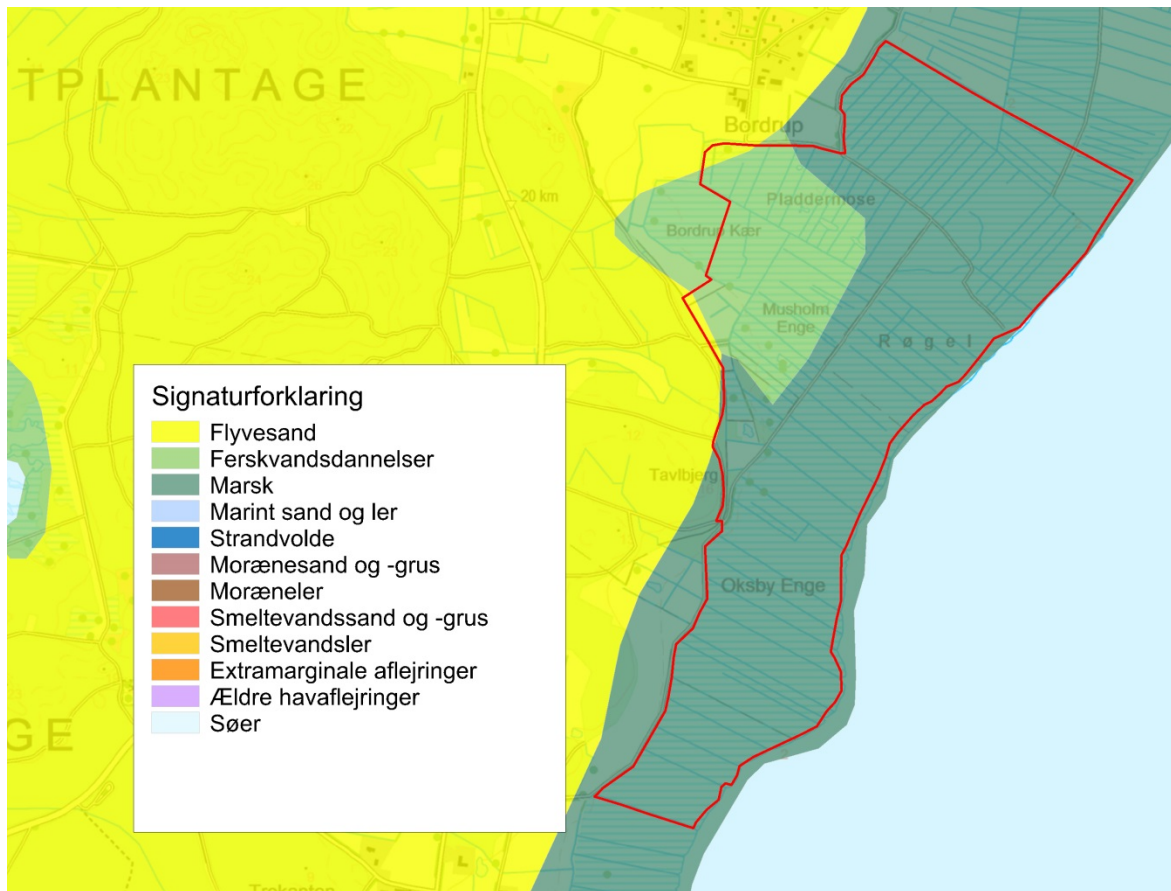 TPLANTAGE
Bordrup
Pladdermose
20 km
Bordrup Kær
Musholm
Enge
Røgel
Tavlbjerg
Oksby Enge
GE
Signaturforklaring
Flyvesand
Ferskvandsdannelser
Marsk
Marint sand og ler
Strandvolde
Morænesand og -grus
Moræneler
Smeltevandssand og -grus
Smeltevandsler
Extramarginale aflejringer
Ældre havaflejringer
Søer